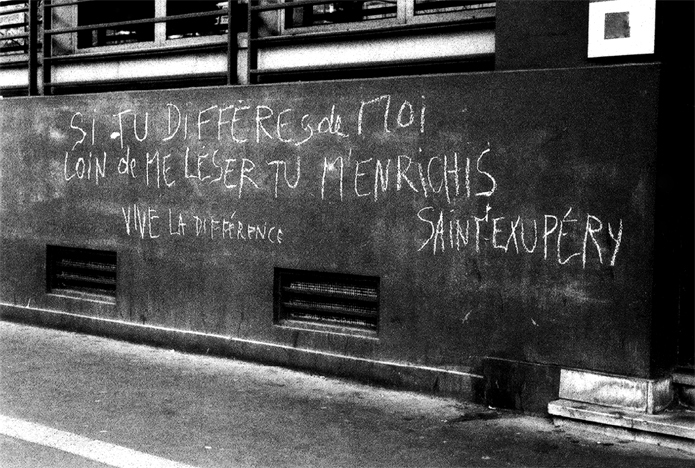 SI TU DIFFÈRES de MOi
LOiN de ME LÉSER TU M'ENRiCHiS
VIVE LA DIFFÉRENCE
SAiNT EXUPÉRY